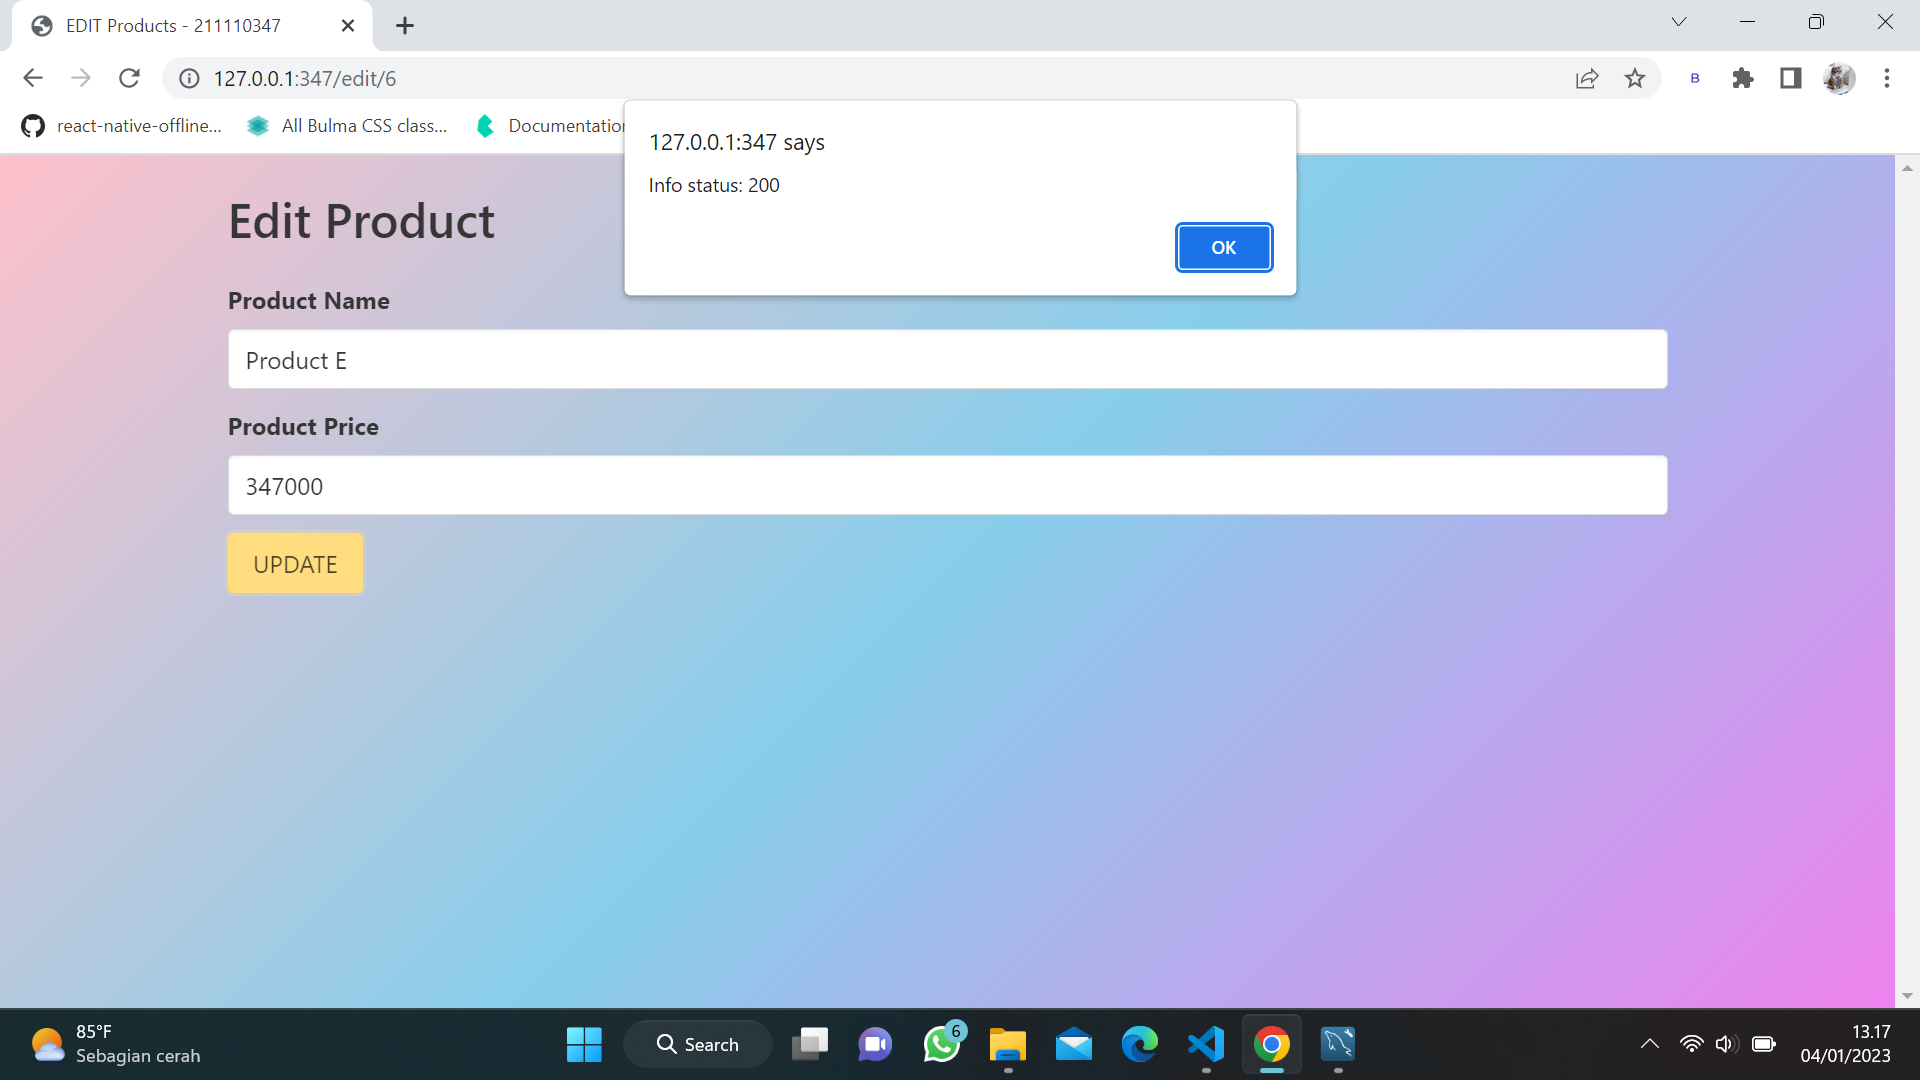 EDIT Products - 211110347
127.0.0.1:347/edit/6
react-native-offline...
All Bulma CSS class...
Documentation
127.0.0.1:347 says
Info status: 200
OK
Edit Product
Product Name
Product E
Product Price
347000
UPDATE
85°F
Sebagian cerah
Search
6
13.17
04/01/2023
B